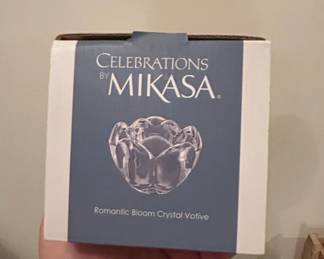 CELEBRATIONS
BY MIKASA®
Romantic Bloom Crystal Votive